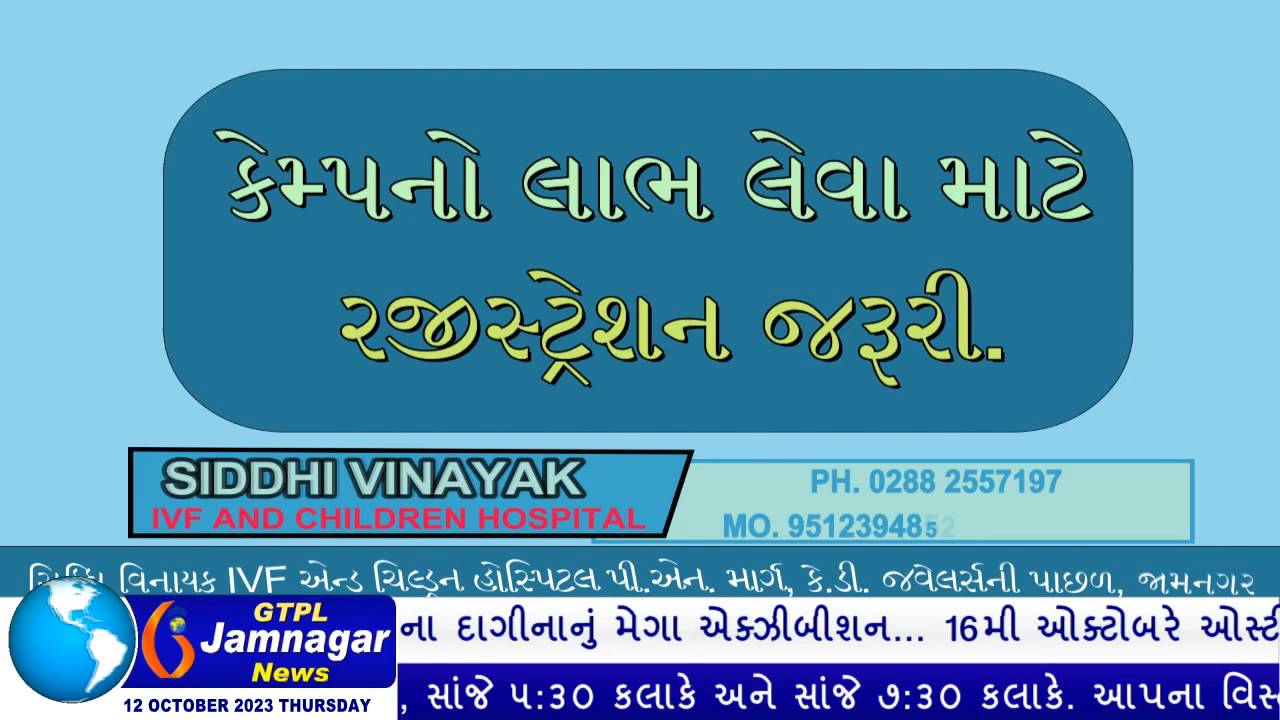 કેમ્પનો લાભ લેવા માટે
રજીસ્ટ્રેશન જરૂરી.
SIDDHI VINAYAK
IVF AND CHILDREN HOSPITAL
PH. 0288 2557197
MO. 9512394852
વિનાયક IVF એન્ડ ચિલ્ડ્રન હોસ્પિટલ પી.એન. માર્ગ, કે.ડી. જવેલર્સની પાછળ, જામનગર
GTPL
Jamnagar
News
12 OCTOBER 2023 THURSDAY
ના દાગીનાનું મેગા એક્ઝીબીશન... 16મી ઓક્ટોબરે
, સાંજે ૫:૩૦ કલાકે અને સાંજે ૭:૩૦ કલાકે. આપના